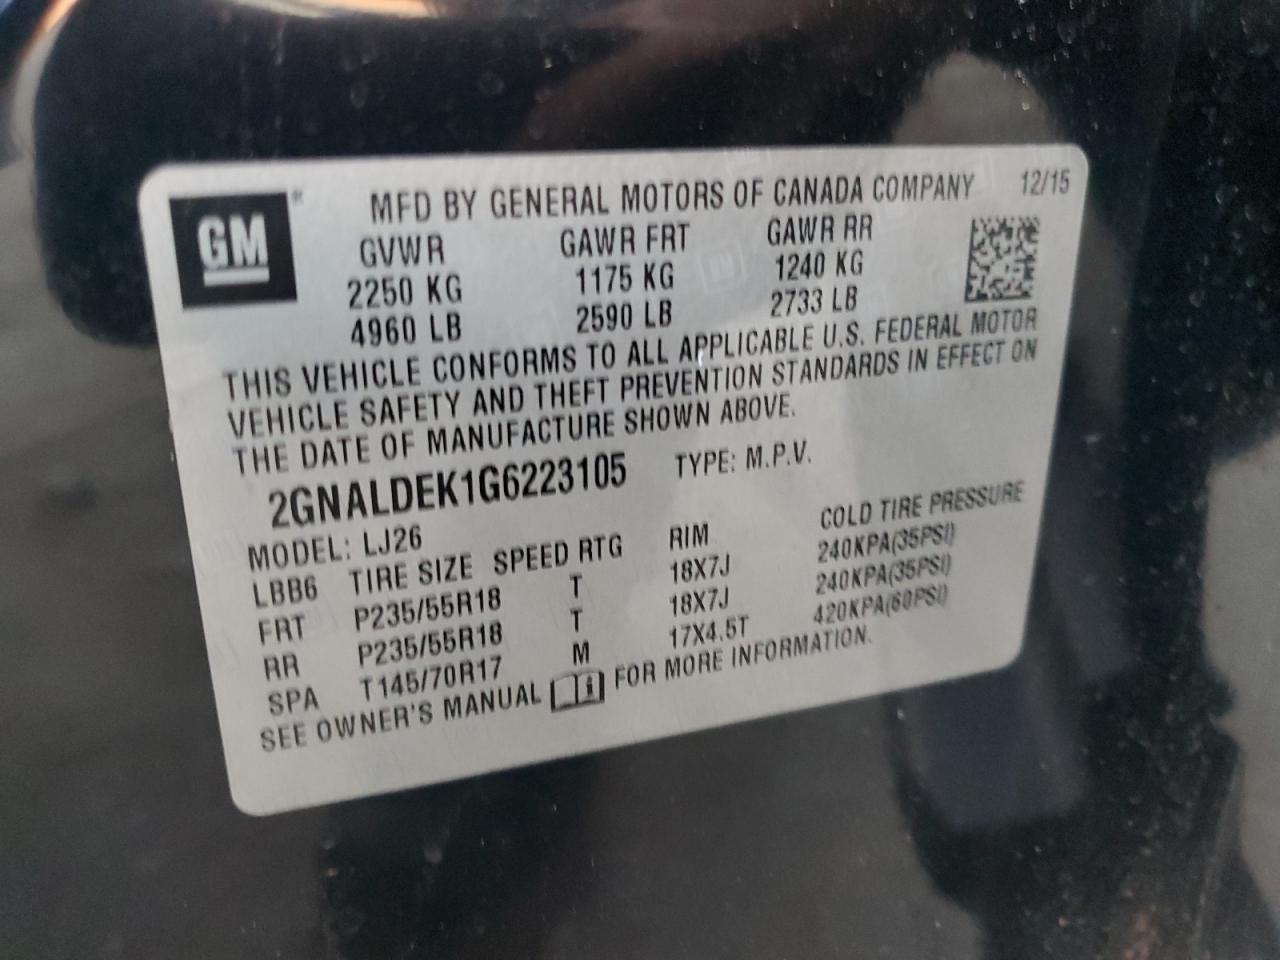 GM ® MFD BY GENERAL MOTORS OF CANADA COMPANY 12/15
GVWR GAWR FRT GAWR RR
2250 KG 1175 KG 1240 KG
4960 LB 2590 LB 2733 LB
THIS VEHICLE CONFORMS TO ALL APPLICABLE U.S. FEDERAL MOTOR
VEHICLE SAFETY AND THEFT PREVENTION STANDARDS IN EFFECT ON
THE DATE OF MANUFACTURE SHOWN ABOVE.
2GNALDEK1G6223105 TYPE: M.P.V.
MODEL: LJ26
LBB6 TIRE SIZE SPEED RTG RIM COLD TIRE PRESSURE
FRT P235/55R18 T 18X7J 240KPA(35PSI)
RR P235/55R18 T 18X7J 240KPA(35PSI)
SPA T145/70R17 M 17X4.5T 420KPA(60PSI)
SEE OWNER'S MANUAL i FOR MORE INFORMATION.